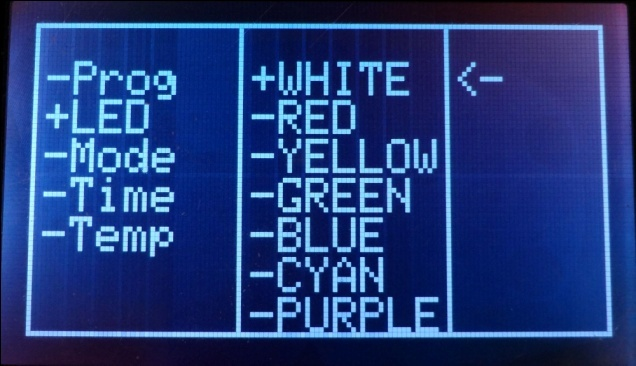 -Prog
+LED
-Mode
-Time
-Temp
+WHITE
-RED
-YELLOW
-GREEN
-BLUE
-CYAN
-PURPLE
<-